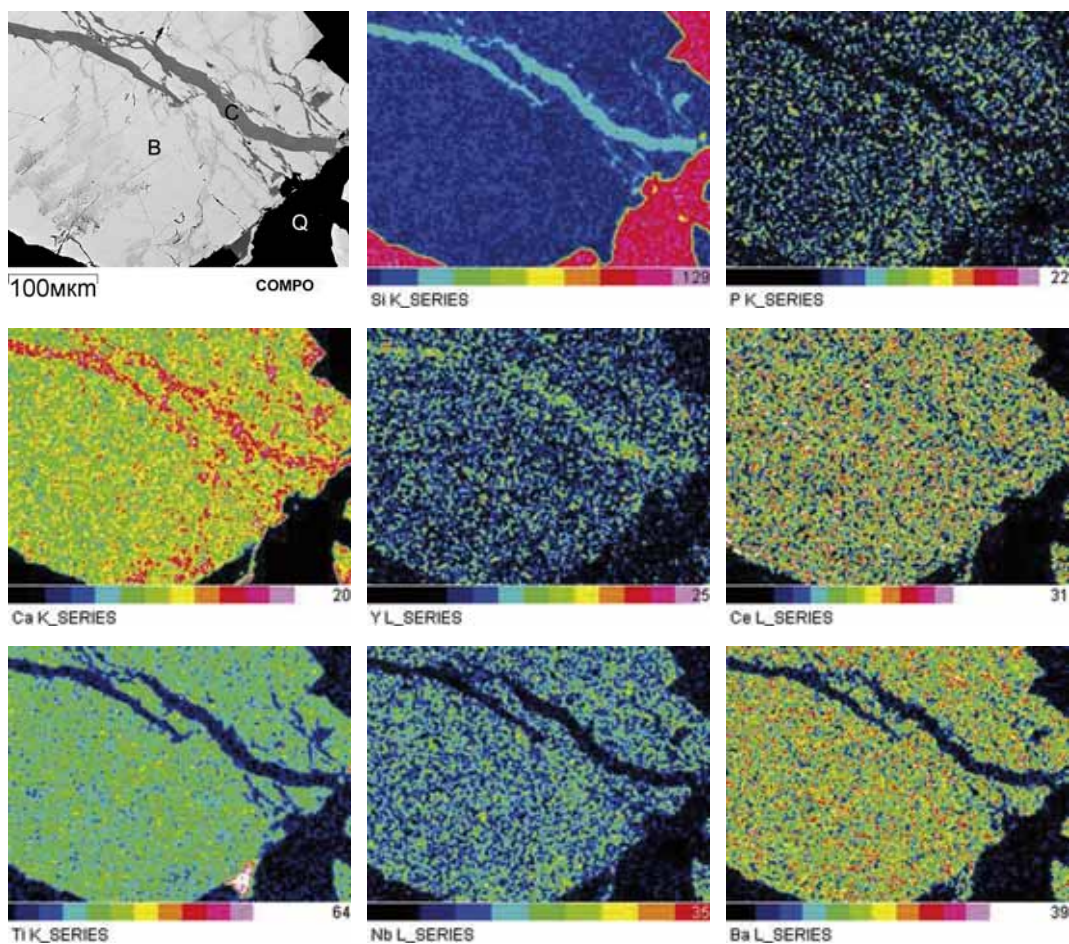 C
B
Q
100мкm
COMPO
129
Si K_SERIES
22
P K_SERIES
20
Ca K_SERIES
25
Y L_SERIES
31
Ce L_SERIES
64
Ti K_SERIES
35
Nb L_SERIES
39
Ba L_SERIES